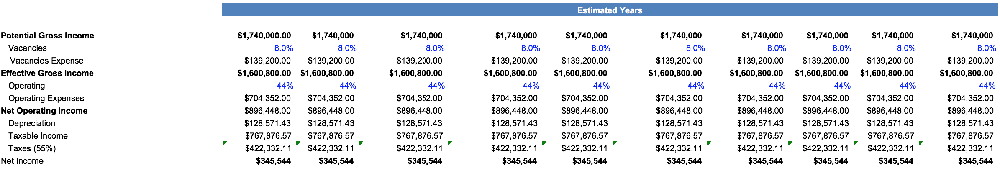 Estimated Years
Potential Gross Income $1,740,000.00 $1,740,000 $1,740,000 $1,740,000 $1,740,000 $1,740,000 $1,740,000 $1,740,000 $1,740,000 $1,740,000
Vacancies 8.0% 8.0% 8.0% 8.0% 8.0% 8.0% 8.0% 8.0% 8.0% 8.0%
Vacancies Expense $139,200.00 $139,200.00 $139,200.00 $139,200.00 $139,200.00 $139,200.00 $139,200.00 $139,200.00 $139,200.00 $139,200.00
Effective Gross Income $1,600,800.00 $1,600,800.00 $1,600,800.00 $1,600,800.00 $1,600,800.00 $1,600,800.00 $1,600,800.00 $1,600,800.00 $1,600,800.00 $1,600,800.00
Operating 44% 44% 44% 44% 44% 44% 44% 44% 44% 44%
Operating Expenses $704,352.00 $704,352.00 $704,352.00 $704,352.00 $704,352.00 $704,352.00 $704,352.00 $704,352.00 $704,352.00 $704,352.00
Net Operating Income $896,448.00 $896,448.00 $896,448.00 $896,448.00 $896,448.00 $896,448.00 $896,448.00 $896,448.00 $896,448.00 $896,448.00
Depreciation $128,571.43 $128,571.43 $128,571.43 $128,571.43 $128,571.43 $128,571.43 $128,571.43 $128,571.43 $128,571.43 $128,571.43
Taxable Income $767,876.57 $767,876.57 $767,876.57 $767,876.57 $767,876.57 $767,876.57 $767,876.57 $767,876.57 $767,876.57 $767,876.57
Taxes (55%) $422,332.11 $422,332.11 $422,332.11 $422,332.11 $422,332.11 $422,332.11 $422,332.11 $422,332.11 $422,332.11 $422,332.11
Net Income $345,544 $345,544 $345,544 $345,544 $345,544 $345,544 $345,544 $345,544 $345,544 $345,544